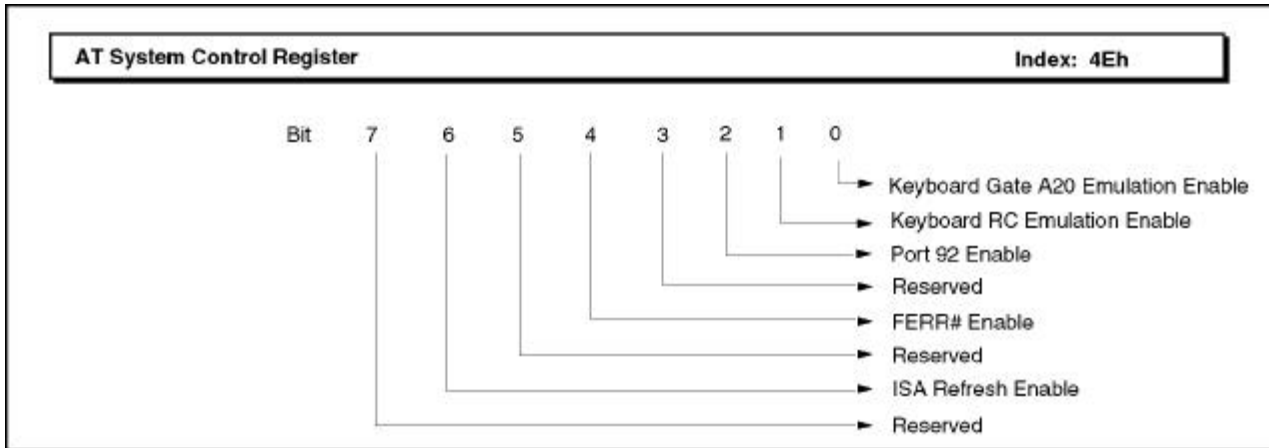 AT System Control Register Index: 4Eh
Bit 7 6 5 4 3 2 1 0
Keyboard Gate A20 Emulation Enable
Keyboard RC Emulation Enable
Port 92 Enable
Reserved
FERR# Enable
Reserved
ISA Refresh Enable
Reserved